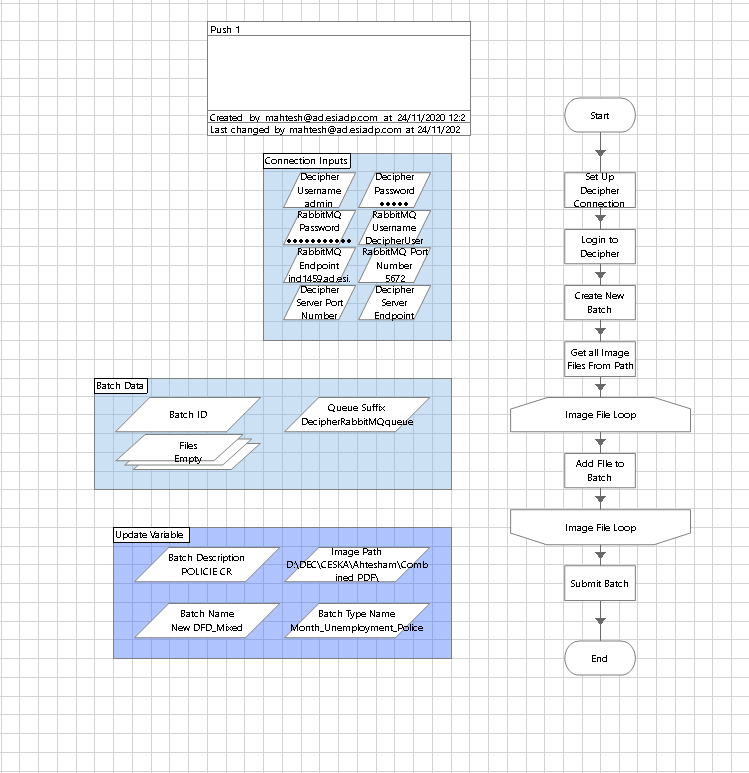 Push 1
Created by mahtesh@ad.esiadp.com at 24/11/2020 12:2
Last changed by mahtesh@ad.esiadp.com at 24/11/202
Connection Inputs
Decipher
Username
admin
Decipher
Password
•••••
RabbitMQ
Password
•••••••••••
RabbitMQ
Username
DecipherUser
RabbitMQ
Endpoint
ind1459.ad.esi.
RabbitMQ Port
Number
5672
Decipher
Server Port
Number
Decipher
Server
Endpoint
Batch Data
Batch ID
Queue Suffix
DecipherRabbitMQqueue
Files
Empty
Update Variable
Batch Description
POLICIE CR
Image Path
D:\DEC\CESKA\Ahtesham\Comb
ined PDF\
Batch Name
New DFD_Mixed
Batch Type Name
Month_Unemployment_Police
Start
Set Up
Decipher
Connection
Login to
Decipher
Create New
Batch
Get all Image
Files From Path
Image File Loop
Add File to
Batch
Image File Loop
Submit Batch
End